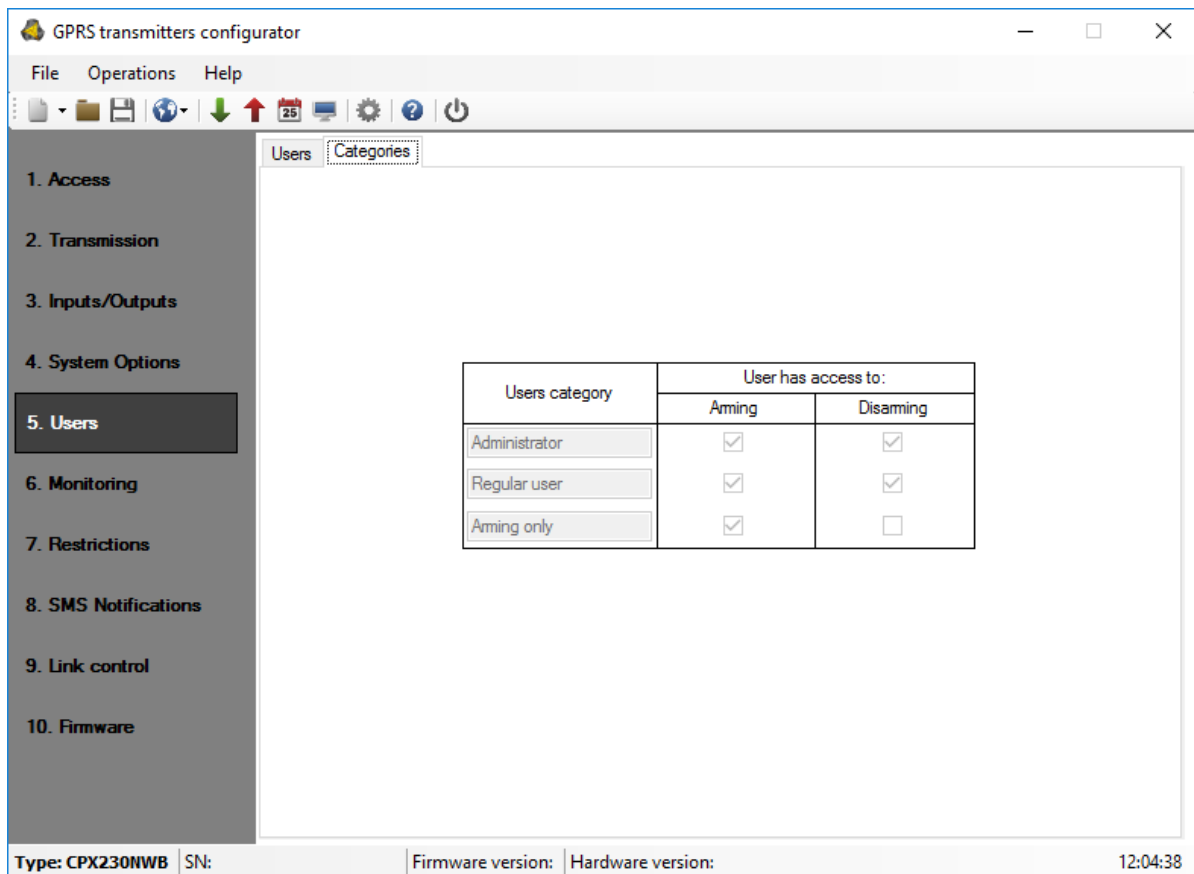 GPRS transmitters configurator
File Operations Help
25
Users Categories
1. Access
2. Transmission
3. Inputs/Outputs
4. System Options
5. Users
6. Monitoring
7. Restrictions
8. SMS Notifications
9. Link control
10. Firmware
Users category
User has access to:
Arming Disarming
Administrator
Regular user
Arming only
Type: CPX230NWB SN: Firmware version: Hardware version: 12:04:38